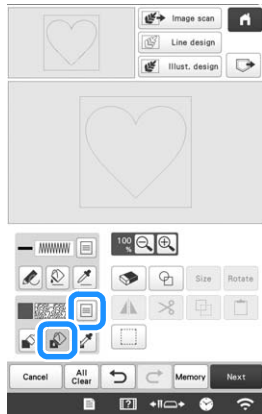 Image scan
Line design
Illust. design
100 %
Size
Rotate
Cancel
All Clear
Memory
Next